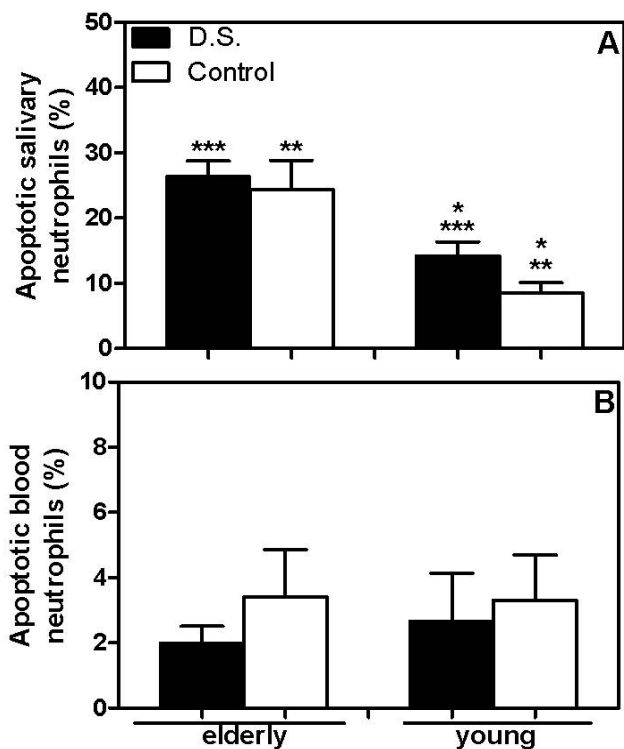 50
40
30
20
10
0
Apoptotic salivary
neutrophils (%)
D.S.
Control
A
*** **
* *
*** **
10
8
6
4
2
0
Apoptotic blood
neutrophils (%)
B
elderly young